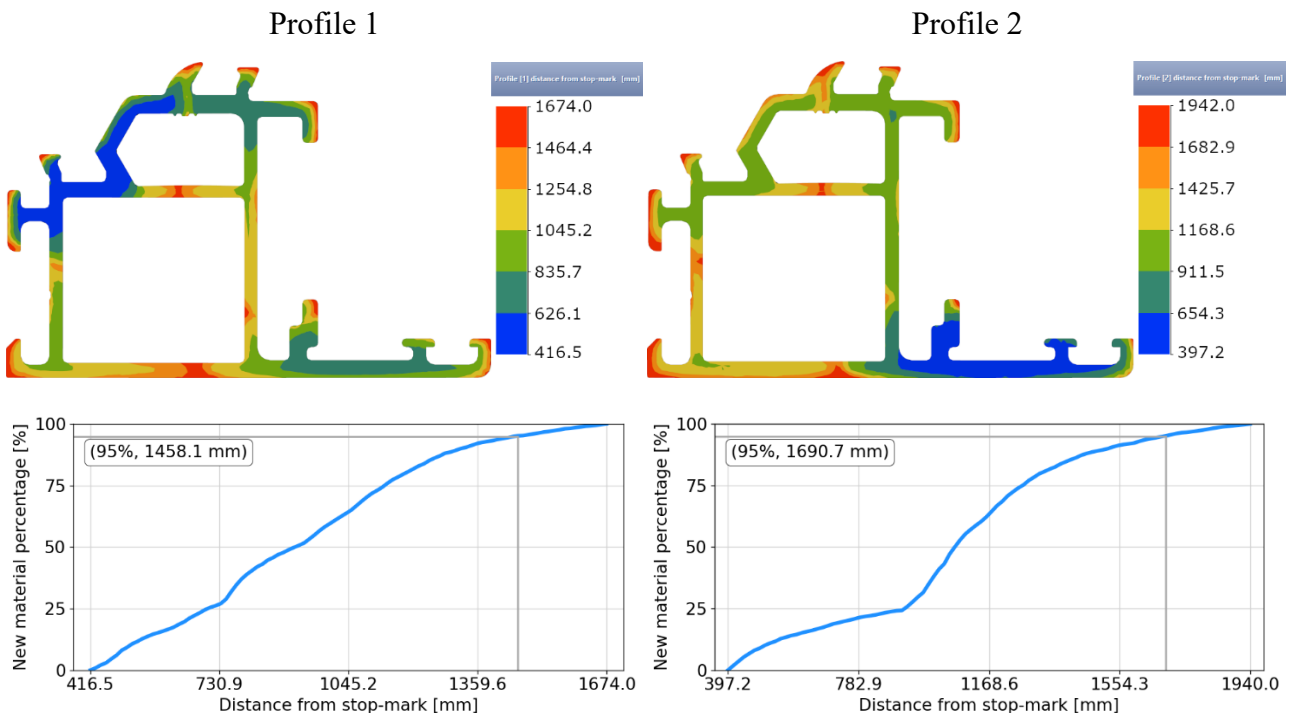 Profile 1
Profile [1] distance from stop-mark [mm]
1674.0
1464.4
1254.8
1045.2
835.7
626.1
416.5
Profile 2
Profile [2] distance from stop-mark [mm]
1942.0
1682.9
1425.7
1168.6
911.5
654.3
397.2
New material percentage [%]
100
75
50
25
0
(95%, 1458.1 mm)
416.5 730.9 1045.2 1359.6 1674.0
Distance from stop-mark [mm]
New material percentage [%]
100
75
50
25
0
(95%, 1690.7 mm)
397.2 782.9 1168.6 1554.3 1940.0
Distance from stop-mark [mm]